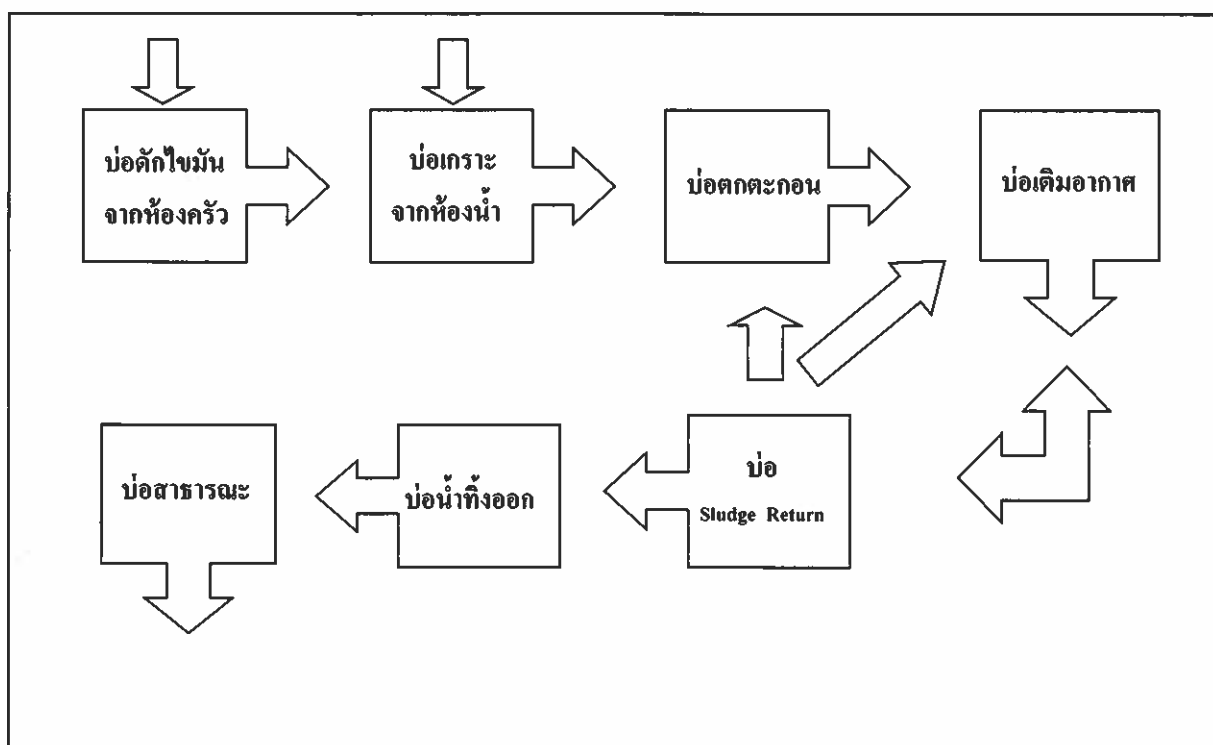 บ่อดักไขมัน
จากห้องครัว
บ่อเกราะ
จากห้องน้ำ
บ่อตกตะกอน
บ่อเติมอากาศ
บ่อสาธารณะ
บ่อน้ำทิ้งออก
บ่อ
Sludge Return